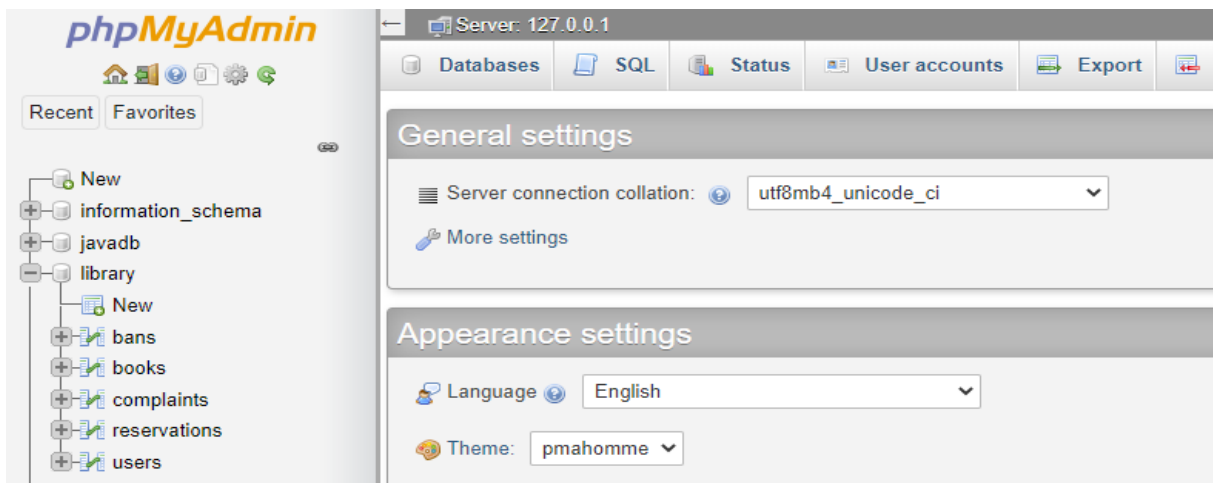 phpMyAdmin
Recent Favorites
New
information_schema
javadb
library
New
bans
books
complaints
reservations
users
Server: 127.0.0.1
Databases SQL Status User accounts Export
General settings
Server connection collation: utf8mb4_unicode_ci
More settings
Appearance settings
Language English
Theme: pmahomme